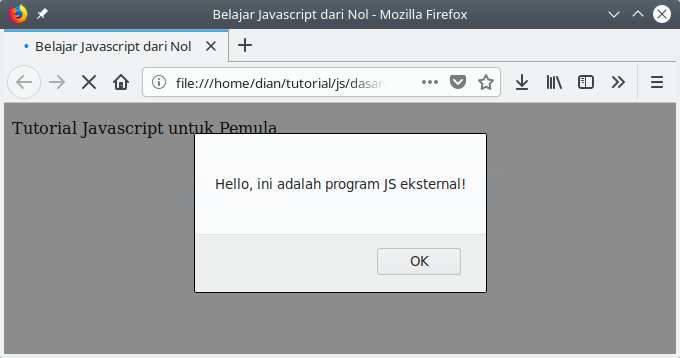 Belajar Javascript dari Nol - Mozilla Firefox
Belajar Javascript dari Nol
file:///home/dian/tutorial/js/dasar
Tutorial Javascript untuk Pemula
Hello, ini adalah program JS eksternal!
OK